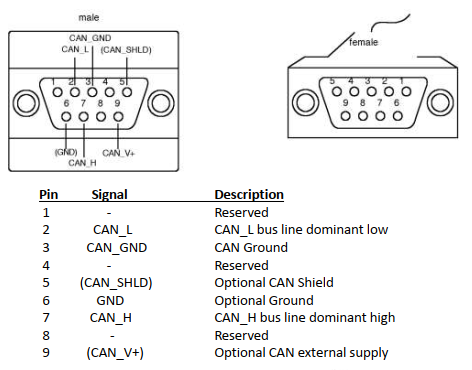 male
CAN_GND
CAN_L (CAN_SHLD)
1 2 3 4 5
6 7 8 9
(GND) CAN_V+
CAN_H
female
5 4 3 2 1
9 8 7 6
Pin Signal Description
1 - Reserved
2 CAN_L CAN_L bus line dominant low
3 CAN_GND CAN Ground
4 - Reserved
5 (CAN_SHLD) Optional CAN Shield
6 GND Optional Ground
7 CAN_H CAN_H bus line dominant high
8 - Reserved
9 (CAN_V+) Optional CAN external supply